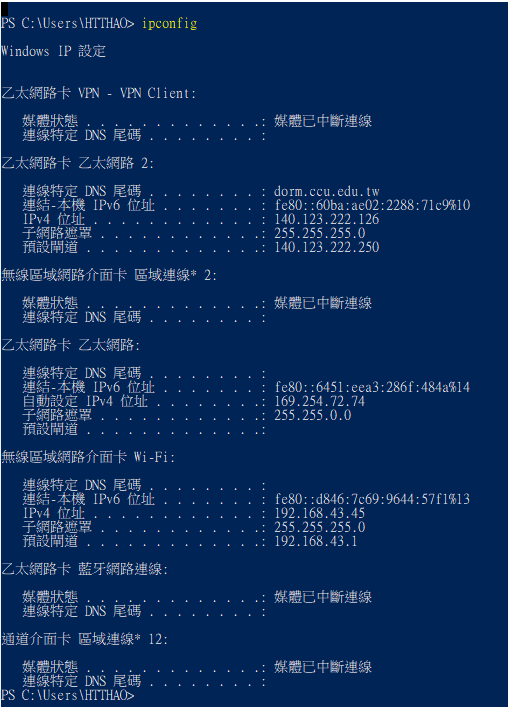 PS C:\Users\HTTHAO> ipconfig
Windows IP 設定
乙太網路卡 VPN - VPN Client:
媒體狀態 . . . . . . . . . . . . . .: 媒體已中斷連線
連線特定 DNS 尾碼 . . . . . . . . . :
乙太網路卡 乙太網路 2:
連線特定 DNS 尾碼 . . . . . . . . . : dorm.ccu.edu.tw
連結-本機 IPv6 位址 . . . . . . . . : fe80::60ba:ae02:2288:71c9%10
IPv4 位址 . . . . . . . . . . . . . : 140.123.222.126
子網路遮罩 . . . . . . . . . . . . .: 255.255.255.0
預設閘道 . . . . . . . . . . . . . .: 140.123.222.250
無線區域網路介面卡 區域連線* 2:
媒體狀態 . . . . . . . . . . . . . .: 媒體已中斷連線
連線特定 DNS 尾碼 . . . . . . . . . :
乙太網路卡 乙太網路:
連線特定 DNS 尾碼 . . . . . . . . . :
連結-本機 IPv6 位址 . . . . . . . . : fe80::6451:eea3:286f:484a%14
自動設定 IPv4 位址 . . . . . . . . .: 169.254.72.74
子網路遮罩 . . . . . . . . . . . . .: 255.255.0.0
預設閘道 . . . . . . . . . . . . . .:
無線區域網路介面卡 Wi-Fi:
連線特定 DNS 尾碼 . . . . . . . . . :
連結-本機 IPv6 位址 . . . . . . . . : fe80::d846:7c69:9644:57f1%13
IPv4 位址 . . . . . . . . . . . . . : 192.168.43.45
子網路遮罩 . . . . . . . . . . . . .: 255.255.255.0
預設閘道 . . . . . . . . . . . . . .: 192.168.43.1
乙太網路卡 藍牙網路連線:
媒體狀態 . . . . . . . . . . . . . .: 媒體已中斷連線
連線特定 DNS 尾碼 . . . . . . . . . :
通道介面卡 區域連線* 12:
媒體狀態 . . . . . . . . . . . . . .: 媒體已中斷連線
連線特定 DNS 尾碼 . . . . . . . . . :
PS C:\Users\HTTHAO>